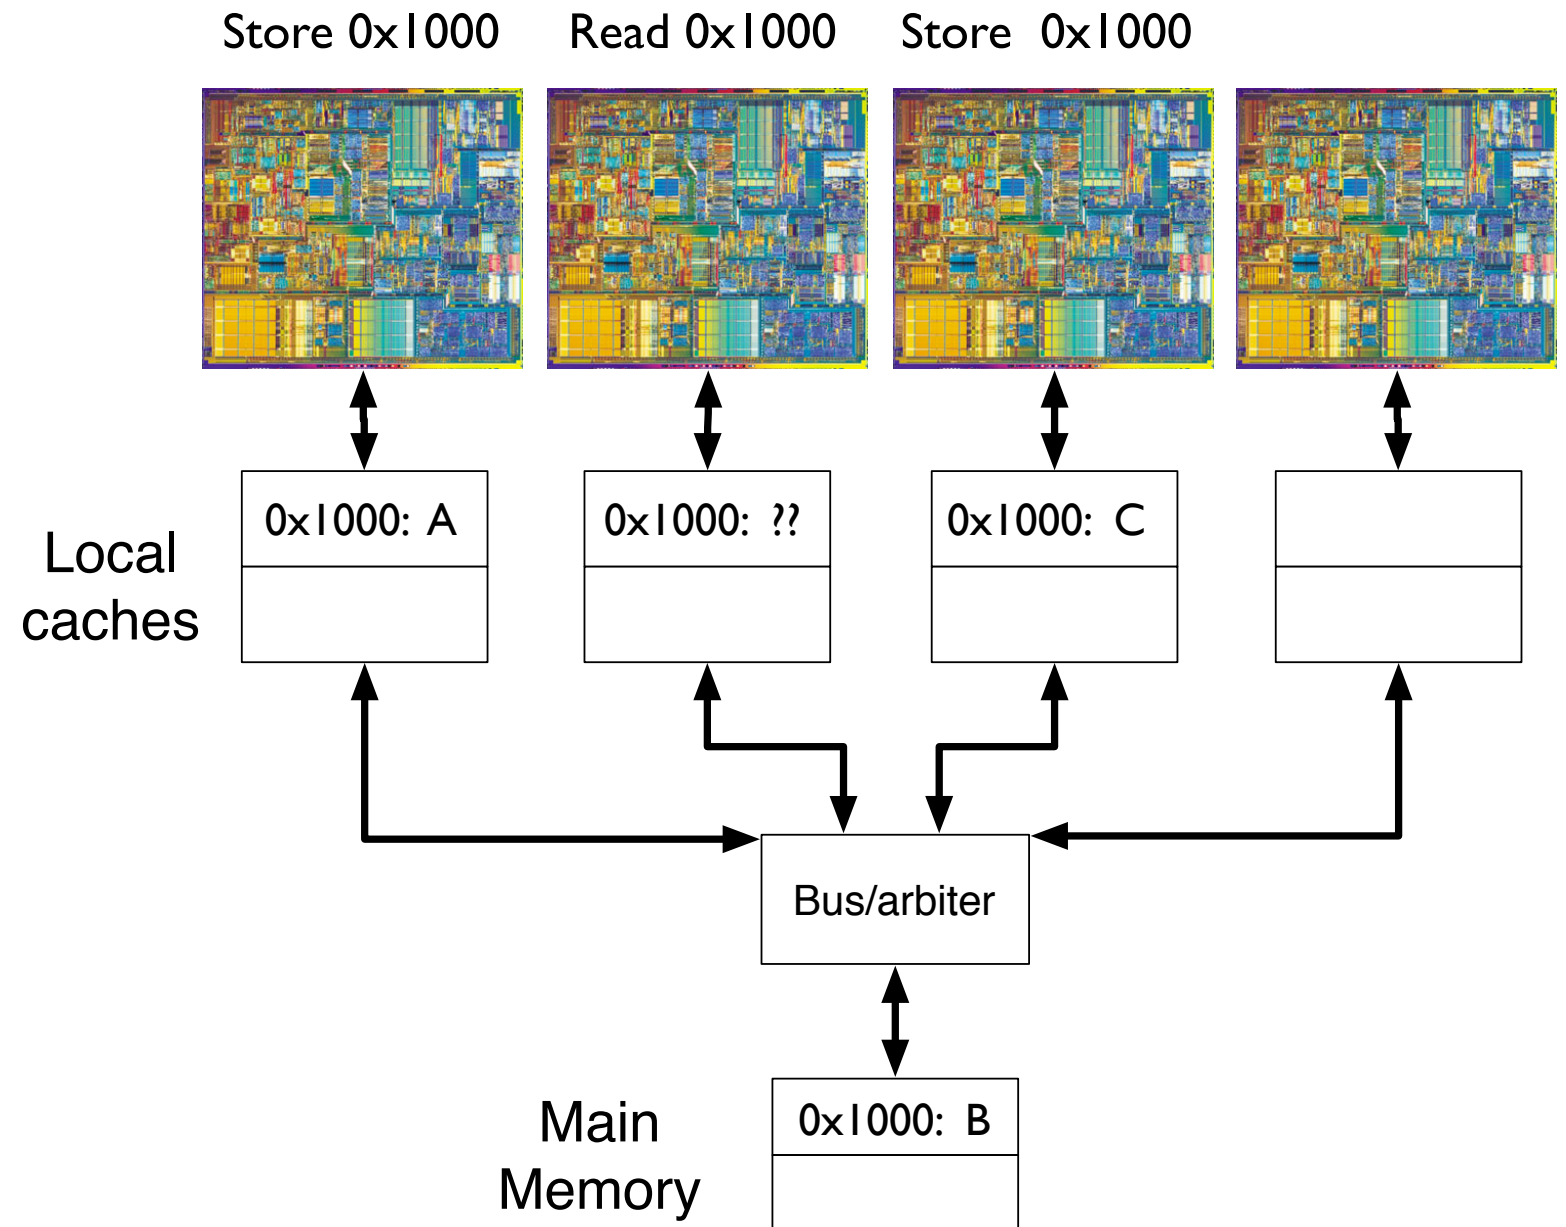 Store 0x1000
Read 0x1000
Store 0x1000
0x1000: A
0x1000: ??
0x1000: C
Local
caches
Bus/arbiter
Main
Memory
0x1000: B